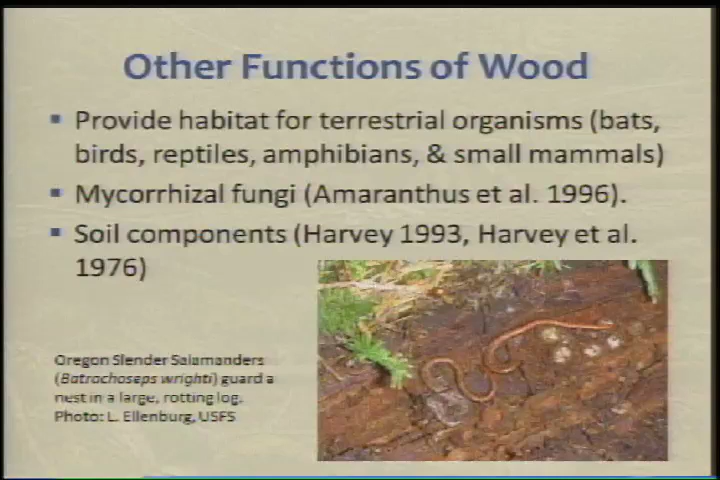 Other Functions of Wood
▪ Provide habitat for terrestrial organisms (bats,
birds, reptiles, amphibians, & small mammals)
▪ Mycorrhizal fungi (Amaranthus et al. 1996).
▪ Soil components (Harvey 1993, Harvey et al.
1976)
Oregon Slender Salamanders
(Batrachoseps wrighti) guard a
nest in a large, rotting log.
Photo: L. Ellenburg, USFS